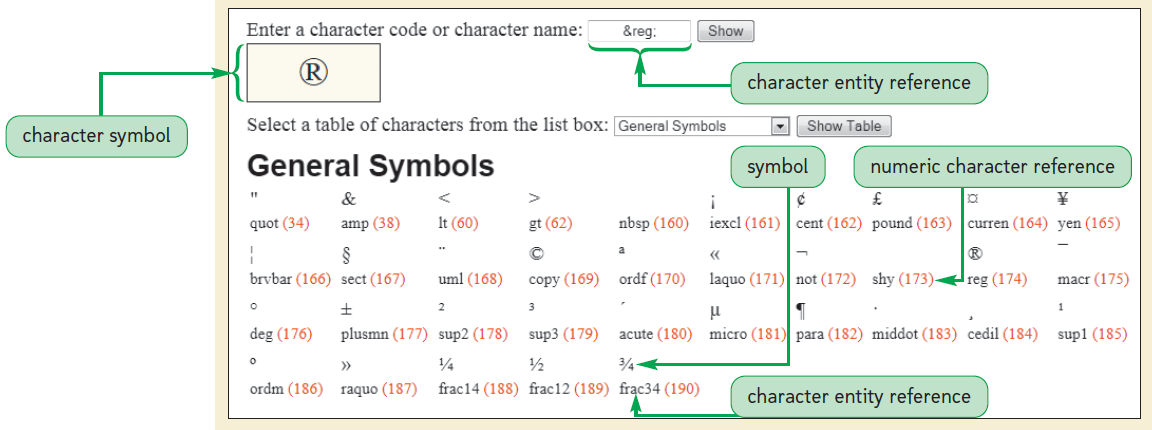 Enter a character code or character name: &reg; Show
character entity reference
®
character symbol
Select a table of characters from the list box: General Symbols Show Table
General Symbols
symbol
numeric character reference
" & < > ¡ ¢ £ ¤ ¥
quot (34) amp (38) lt (60) gt (62) nbsp (160) iexcl (161) cent (162) pound (163) curren (164) yen (165)
¦ § ¨ © ª « ¬ ® ¯
brvbar (166) sect (167) uml (168) copy (169) ordf (170) laquo (171) not (172) shy (173) reg (174) macr (175)
° ± ² ³ ´ µ ¶ · ¸ ¹
deg (176) plusmn (177) sup2 (178) sup3 (179) acute (180) micro (181) para (182) middot (183) cedil (184) sup1 (185)
º » ¼ ½ ¾
ordm (186) raquo (187) frac14 (188) frac12 (189) frac34 (190)
character entity reference